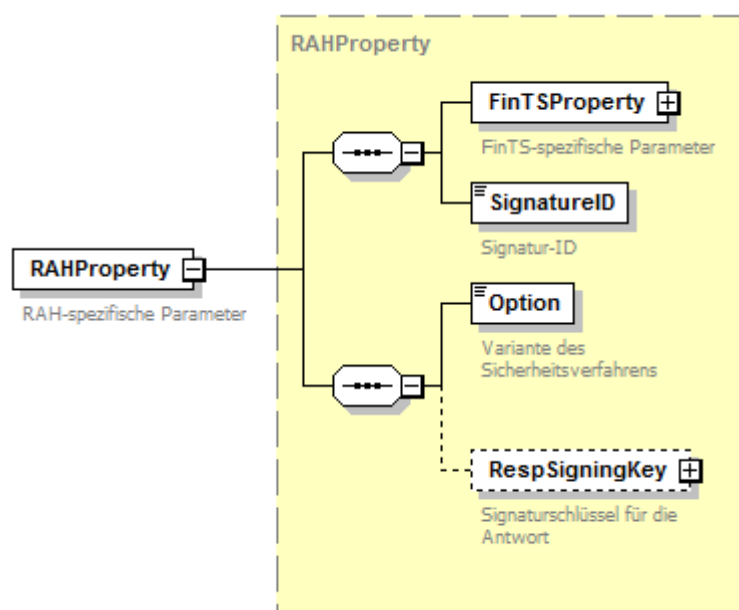 RAHProperty
FinTSProperty
FinTS-spezifische Parameter
SignatureID
Signatur-ID
RAHProperty
RAH-spezifische Parameter
Option
Variante des
Sicherheitsverfahrens
RespSigningKey
Signaturschlüssel für die
Antwort